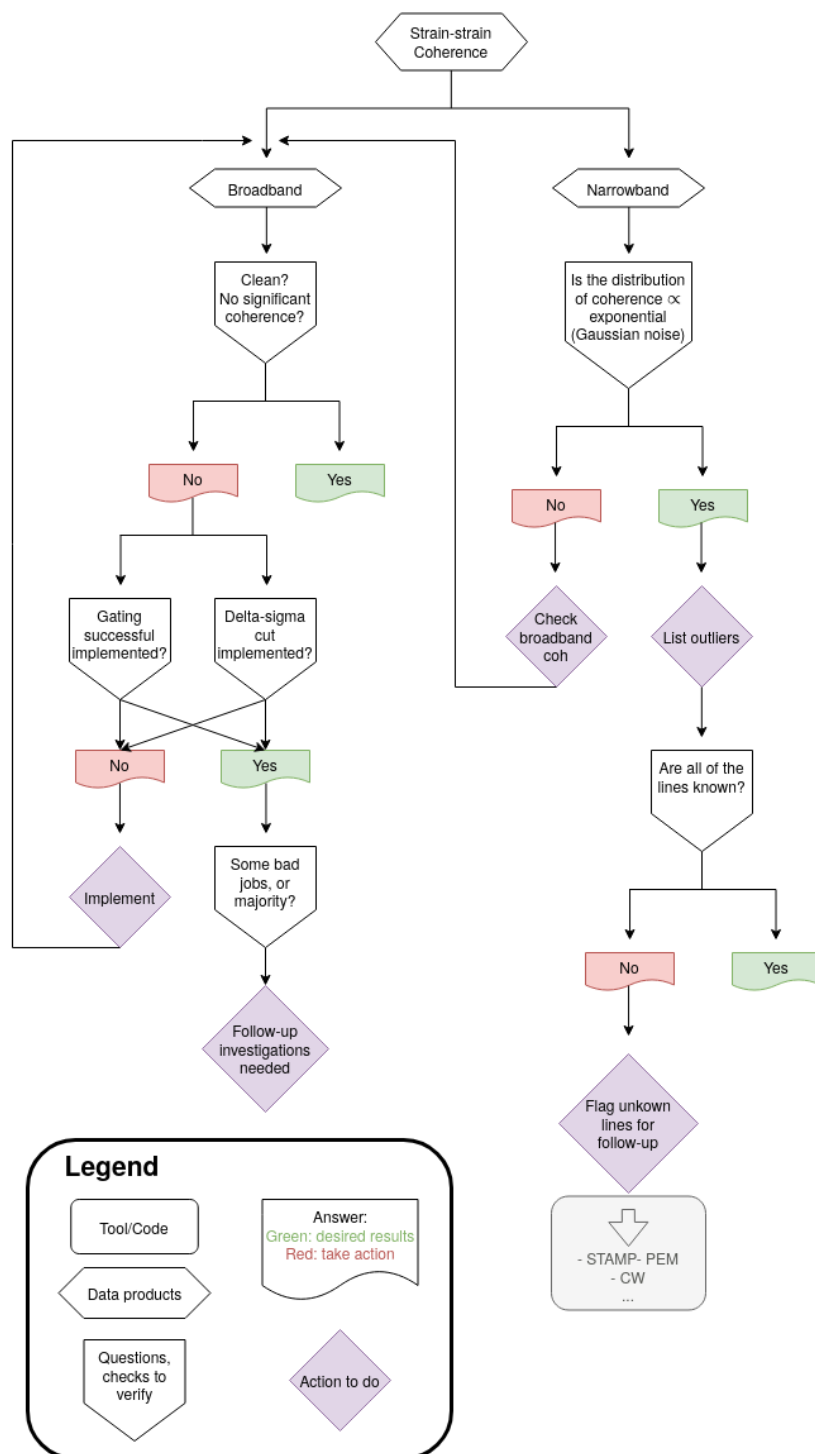 Strain-strain
Coherence
Broadband
Narrowband
Clean?
No significant
coherence?
Is the distribution
of coherence ∝
exponential
(Gaussian noise)
No
Yes
No
Yes
Gating
successful
implemented?
Delta-sigma
cut
implemented?
Check
broadband
coh
List outliers
No
Yes
Are all of the
lines known?
Implement
Some bad
jobs, or
majority?
No
Yes
Follow-up
investigations
needed
Flag unkown
lines for
follow-up
Legend
Tool/Code
Answer:
Green: desired results
Red: take action
Data products
Questions,
checks to
verify
Action to do
- STAMP- PEM
- CW
...